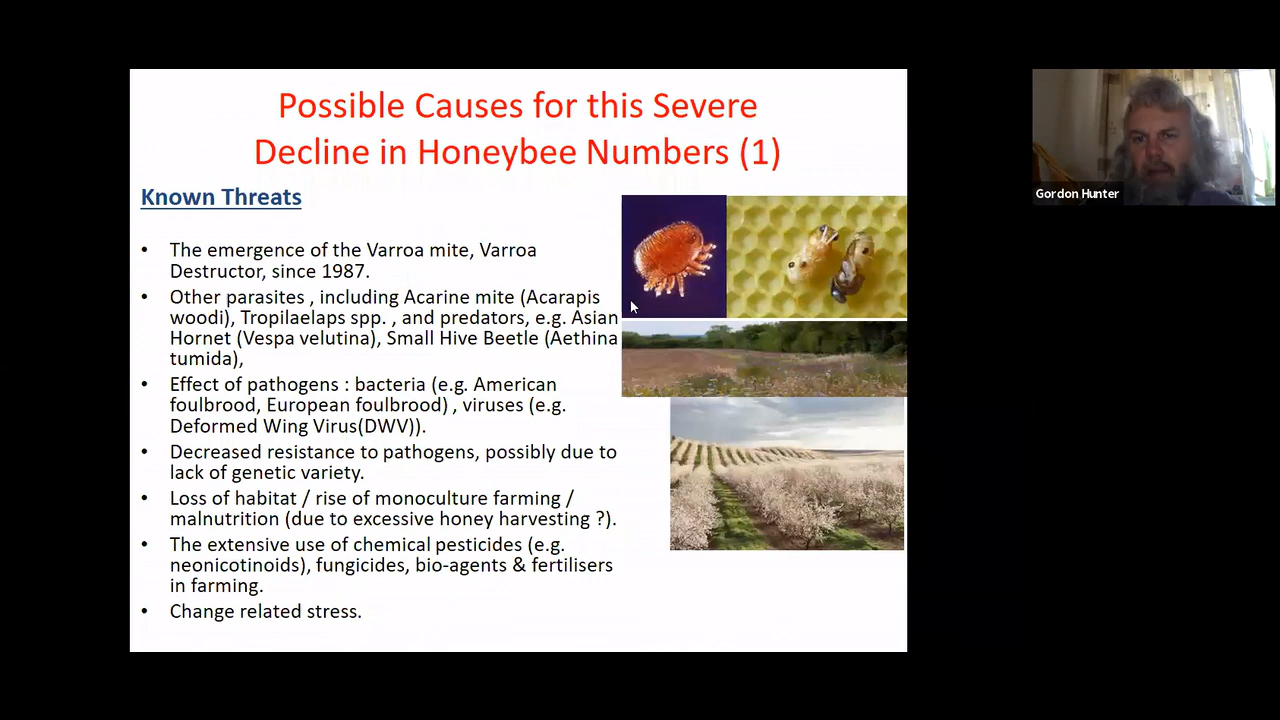 Possible Causes for this Severe
Decline in Honeybee Numbers (1)
Known Threats
• The emergence of the Varroa mite, Varroa
Destructor, since 1987.
• Other parasites , including Acarine mite (Acarapis
woodi), Tropilaelaps spp. , and predators, e.g. Asian
Hornet (Vespa velutina), Small Hive Beetle (Aethina
tumida),
• Effect of pathogens : bacteria (e.g. American
foulbrood, European foulbrood) , viruses (e.g.
Deformed Wing Virus(DWV)).
• Decreased resistance to pathogens, possibly due to
lack of genetic variety.
• Loss of habitat / rise of monoculture farming /
malnutrition (due to excessive honey harvesting ?).
• The extensive use of chemical pesticides (e.g.
neonicotinoids), fungicides, bio-agents & fertilisers
in farming.
• Change related stress.
Gordon Hunter